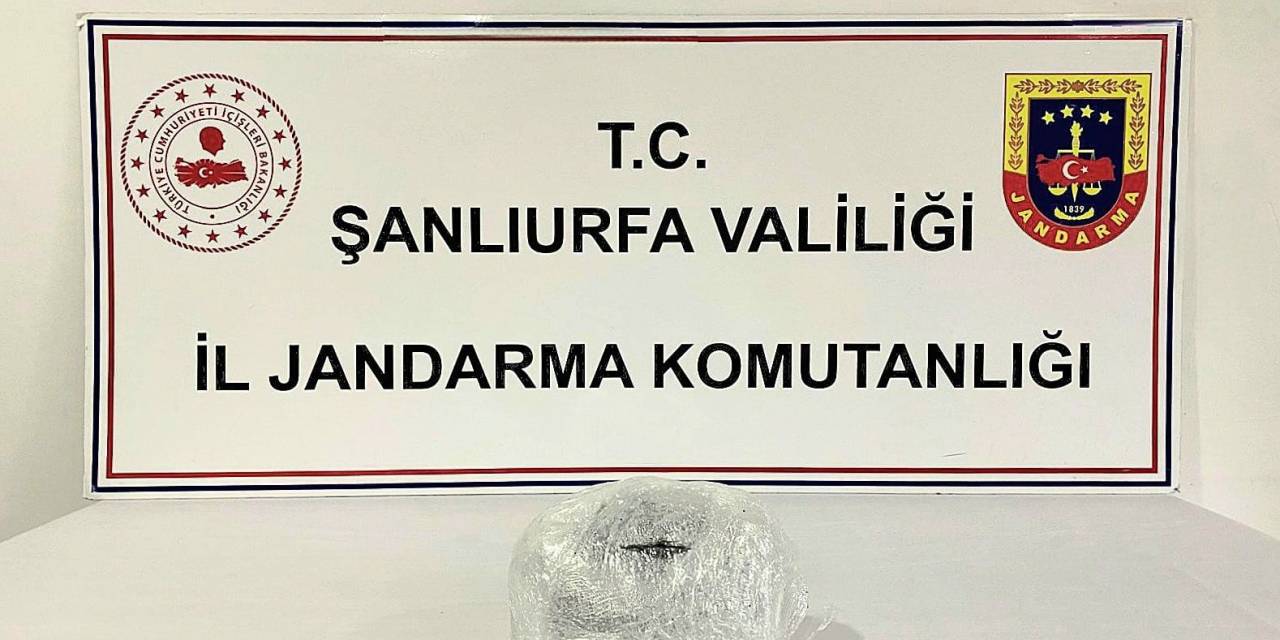 TÜRKİYE CUMHURİYETİ İÇİŞLERİ BAKANLIĞI
T.C.
ŞANLIURFA VALİLİĞİ
İL JANDARMA KOMUTANLIĞI
1839
JANDARMA